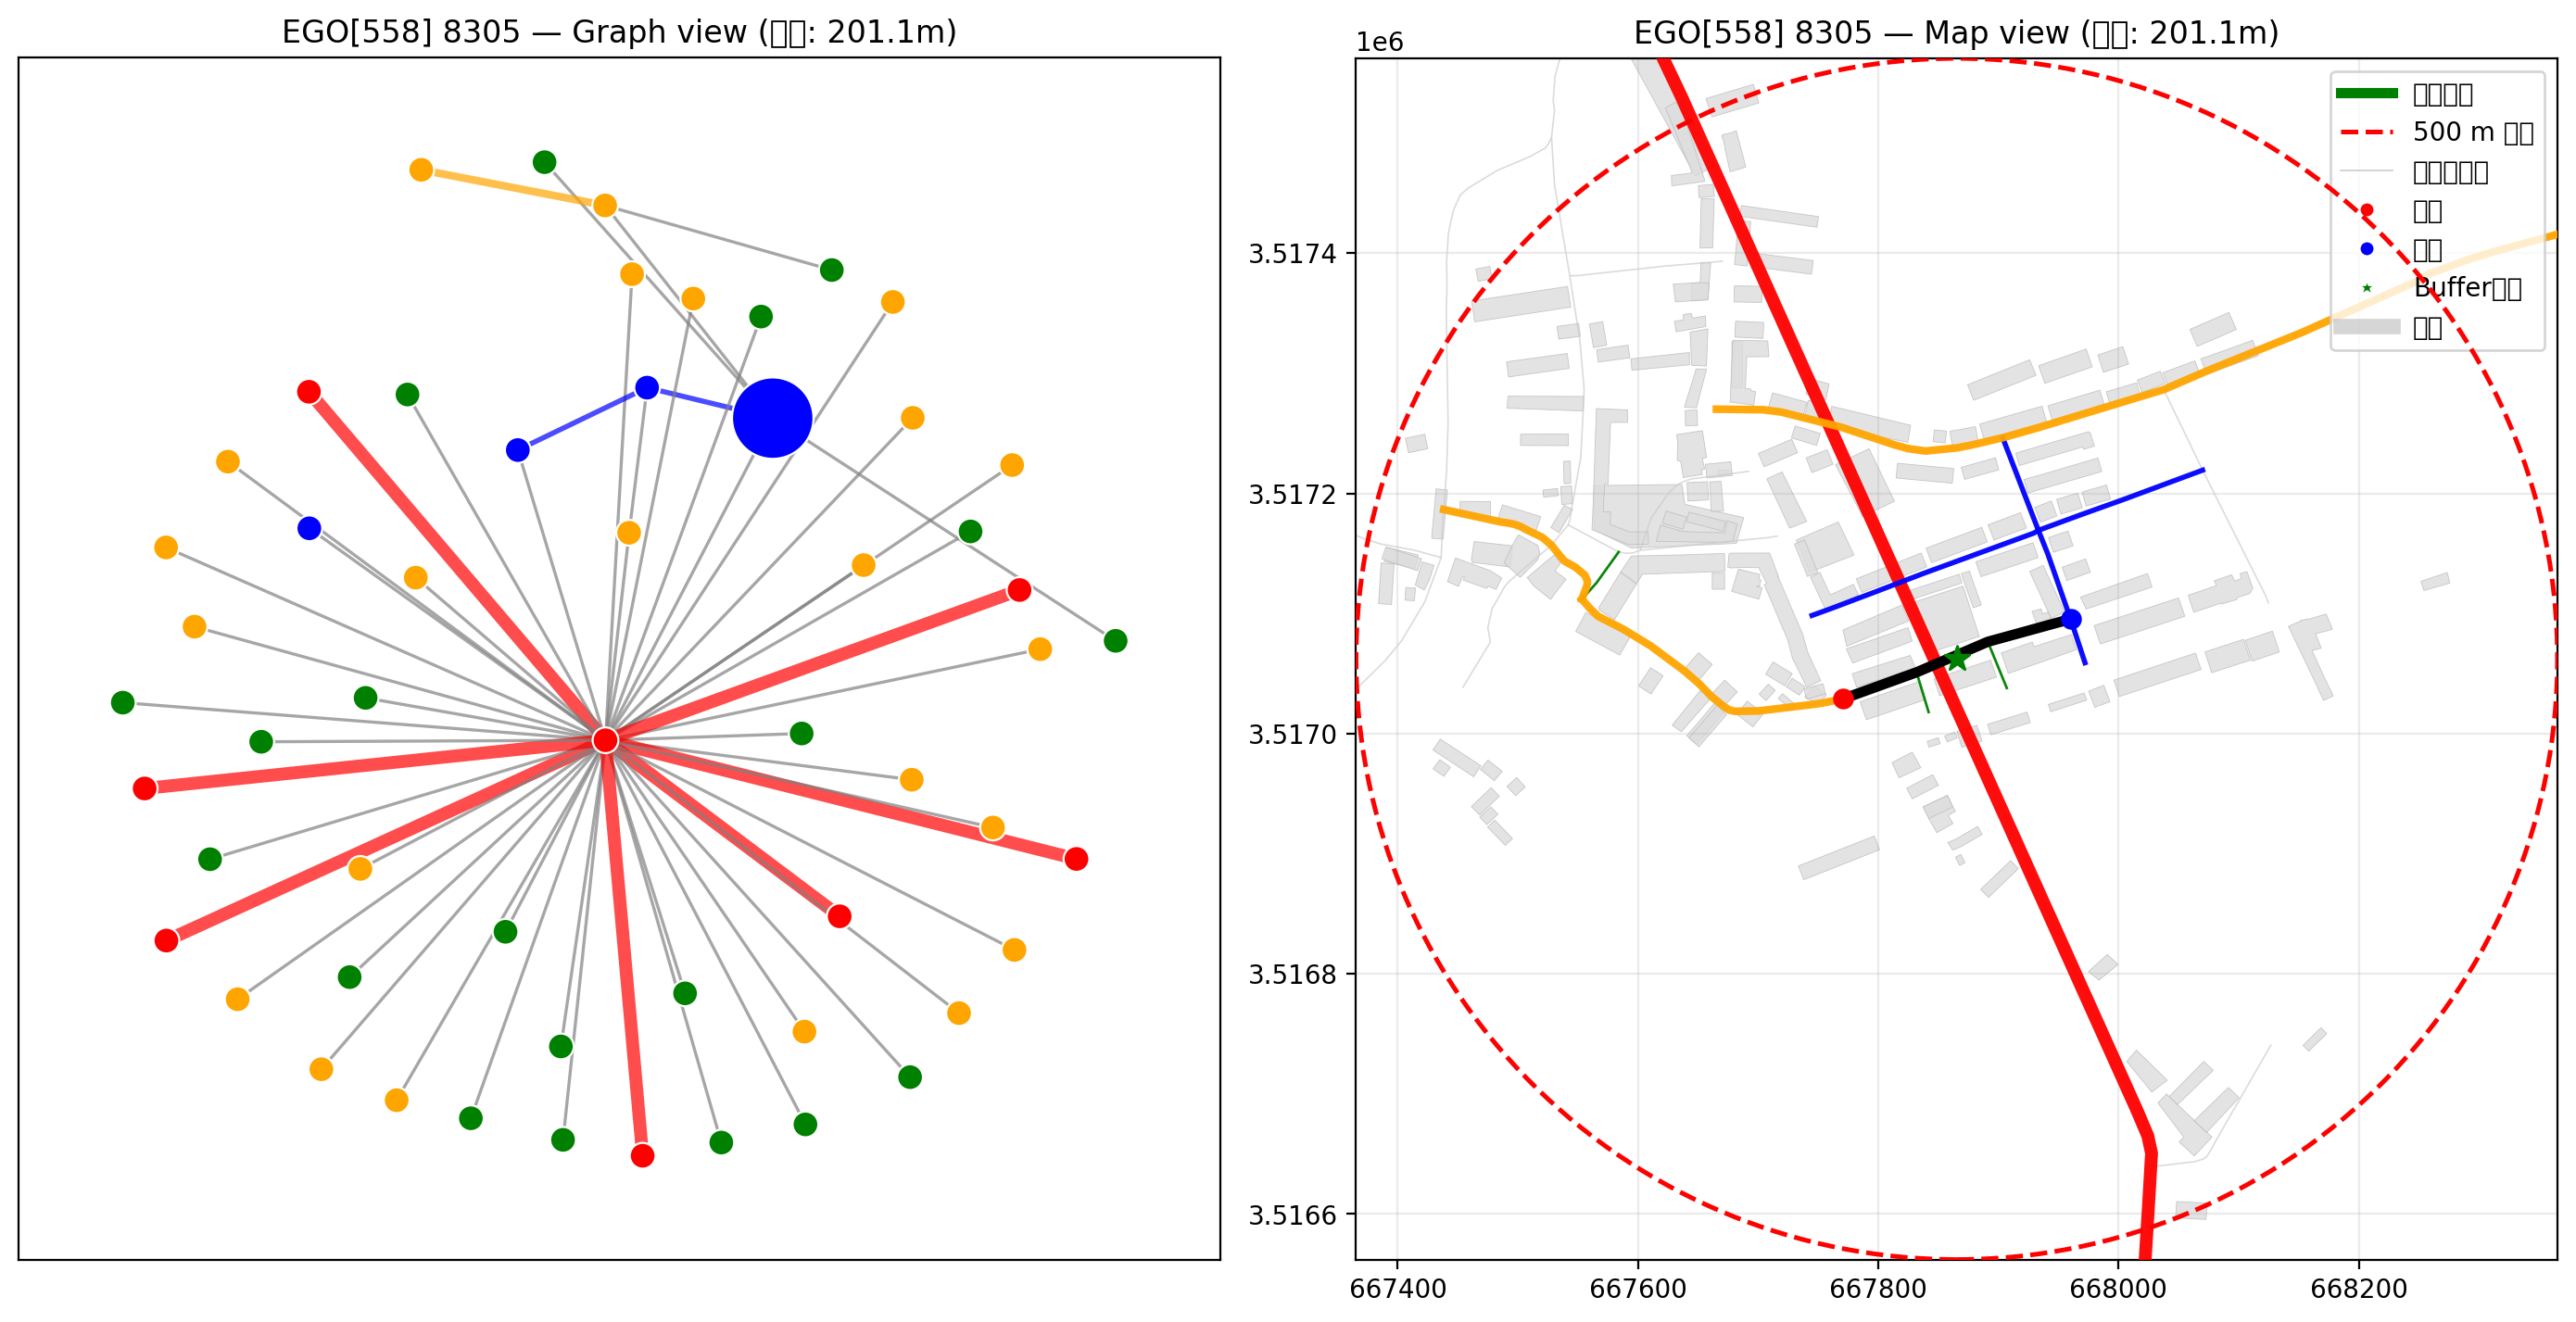 EGO[558] 8305 — Graph view (: 201.1m)
EGO[558] 8305 — Map view (: 201.1m)
1e6
500 m
Buffer
3.5174
3.5172
3.5170
3.5168
3.5166
667400
667600
667800
668000
668200